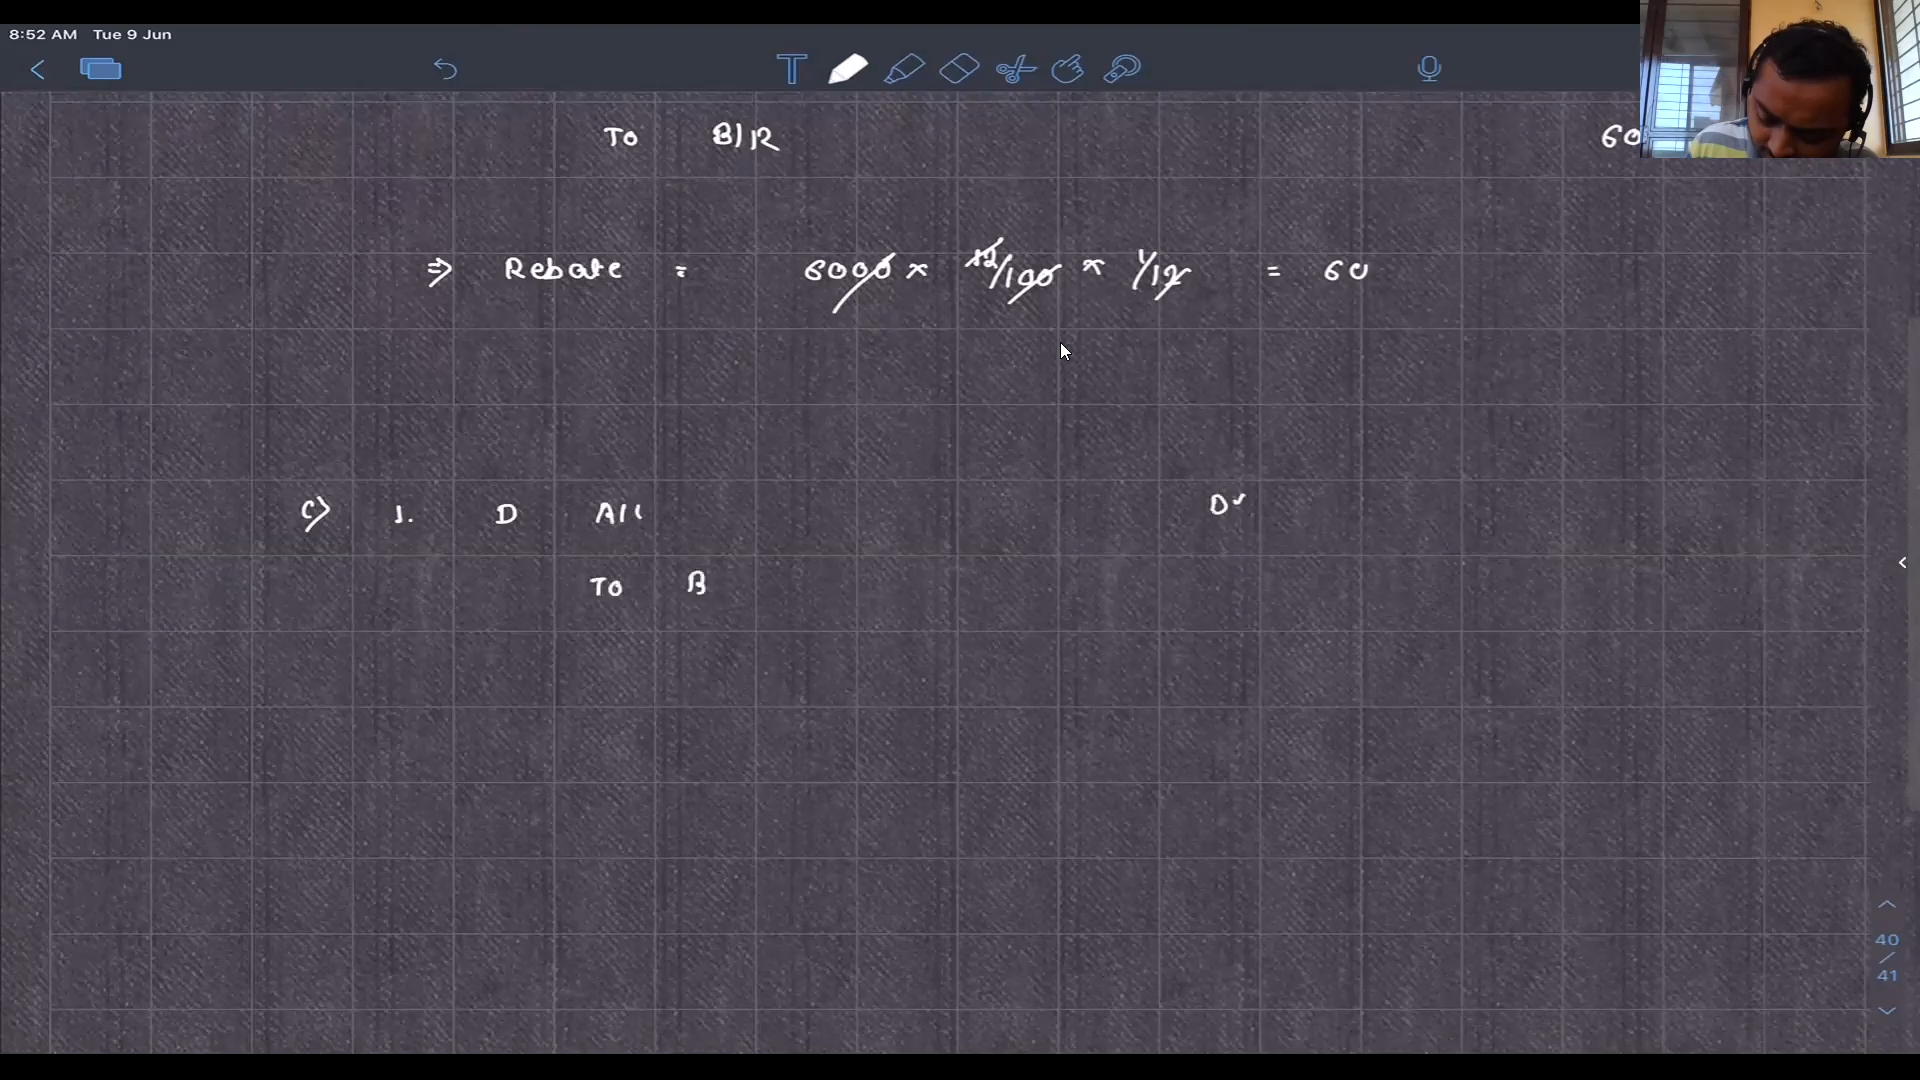 8:52 AM Tue 9 Jun
T
To B/R 60
⇒ Rebate = 6000 × 12/100 × 1/12 = 60
c) 1. D A/c Dr
To B
40
/
41